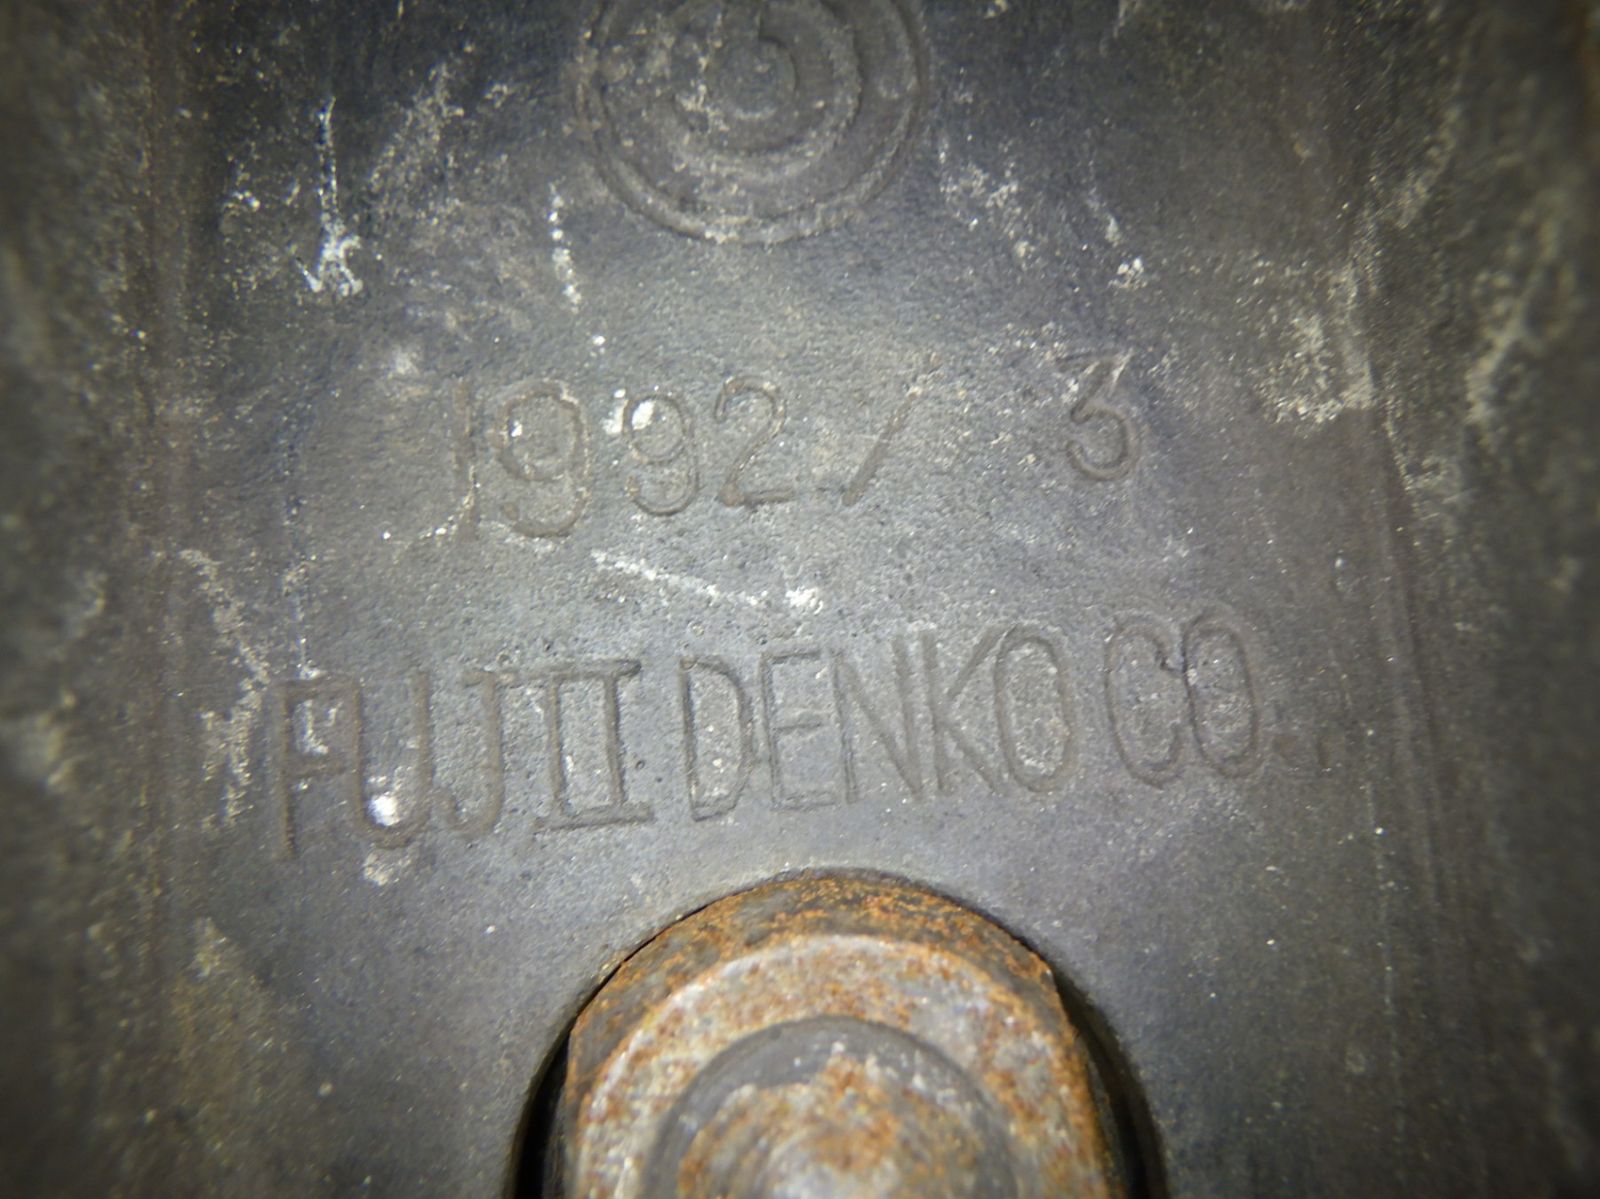 1992/ 3
FUJII DENKO CO.